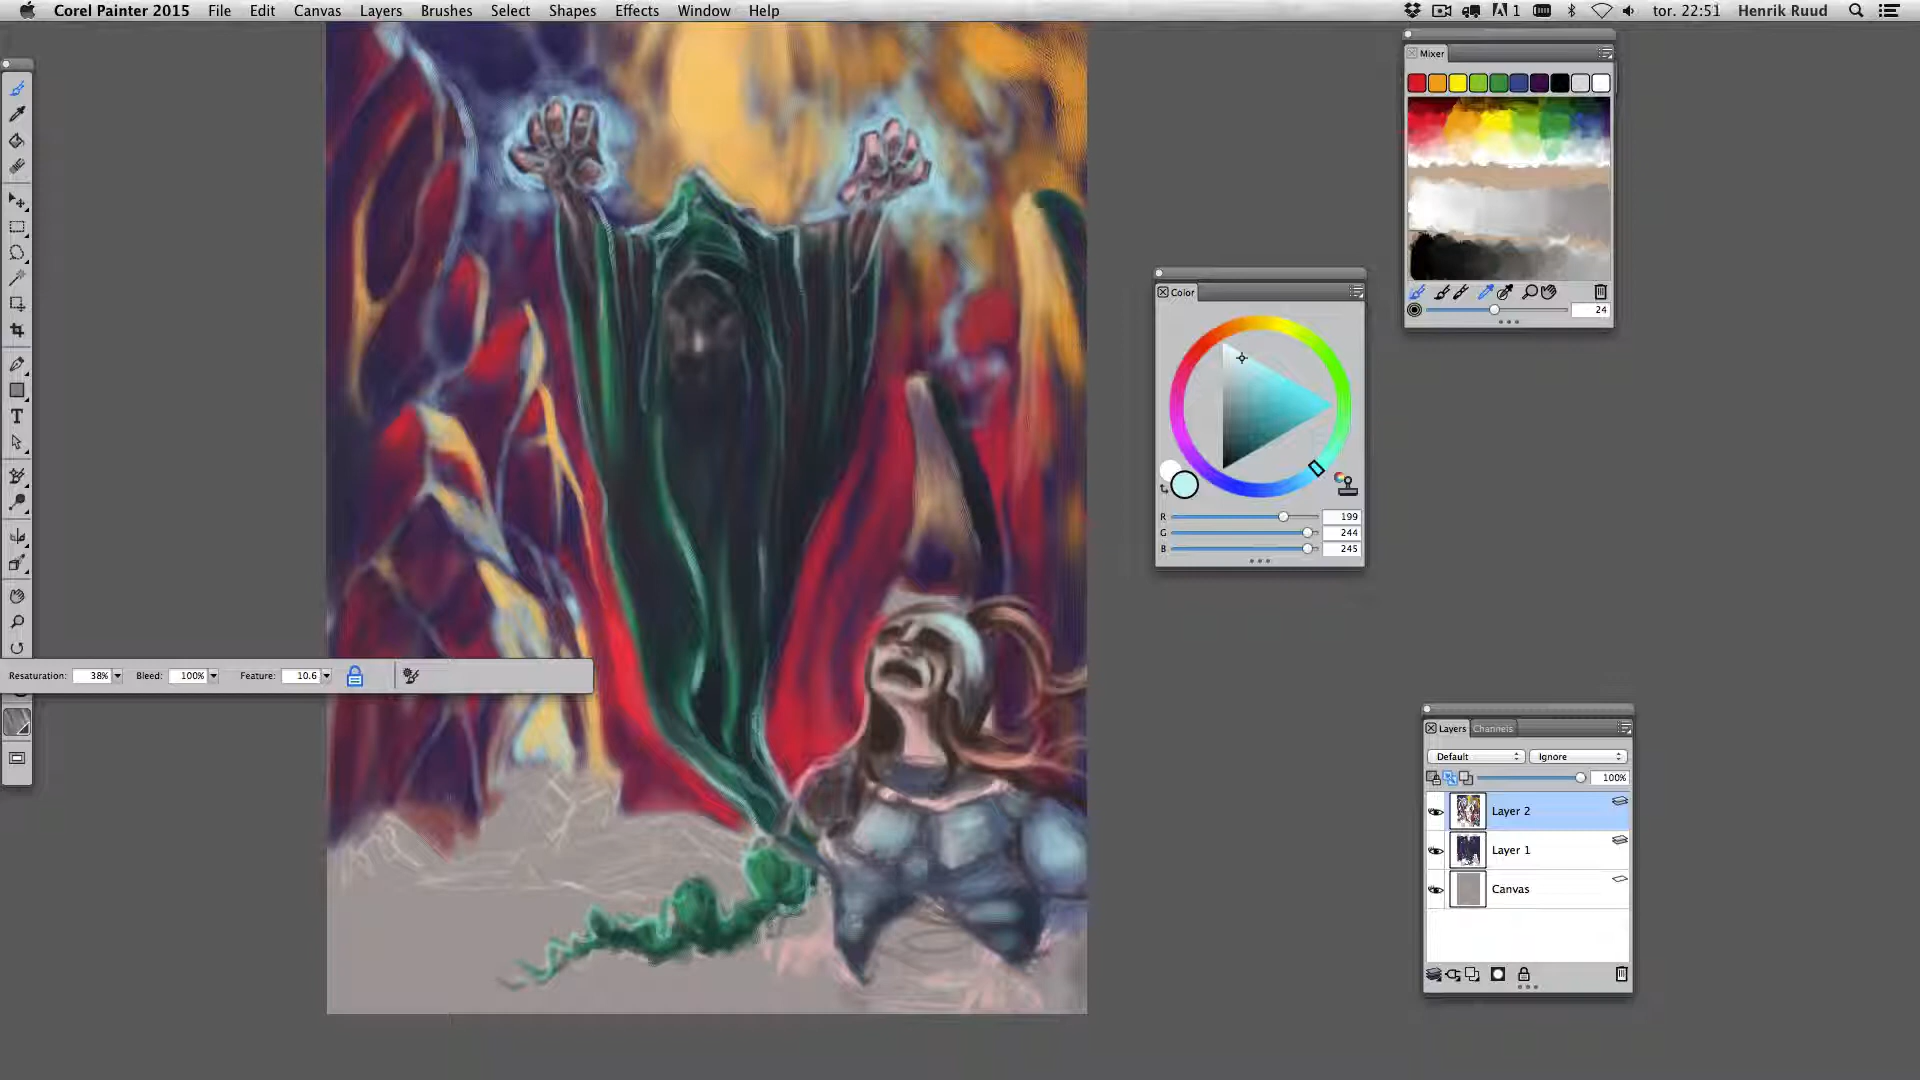 Corel Painter 2015 File Edit Canvas Layers Brushes Select Shapes Effects Window Help 1 tor. 22:51 Henrik Ruud
Mixer
24
Color
R 199
G 244
B 245
T
Resaturation: 38% Bleed: 100% Feature: 10.6
Layers Channels
Default Ignore
100%
Layer 2
Layer 1
Canvas